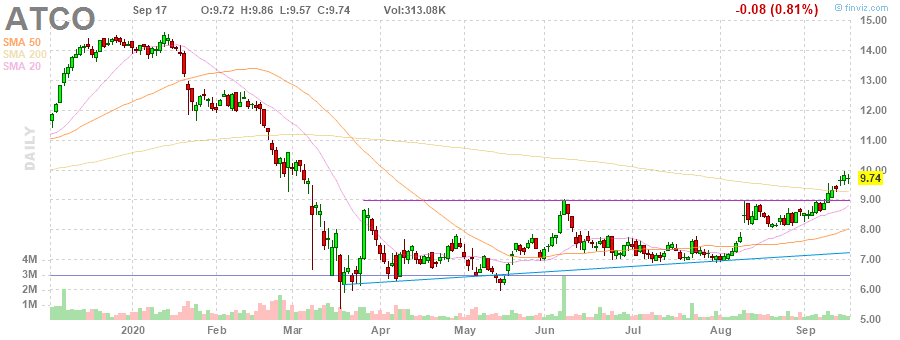 ATCO Sep 17 O:9.72 H:9.86 L:9.57 C:9.74 Vol:313.08K -0.08 (0.81%) @ finviz.com
SMA 50
SMA 200
SMA 20
DAILY
15.00
14.00
13.00
12.00
11.00
10.00
9.74
9.00
8.00
7.00
6.00
5.00
4M
3M
2M
1M
2020 Feb Mar Apr May Jun Jul Aug Sep